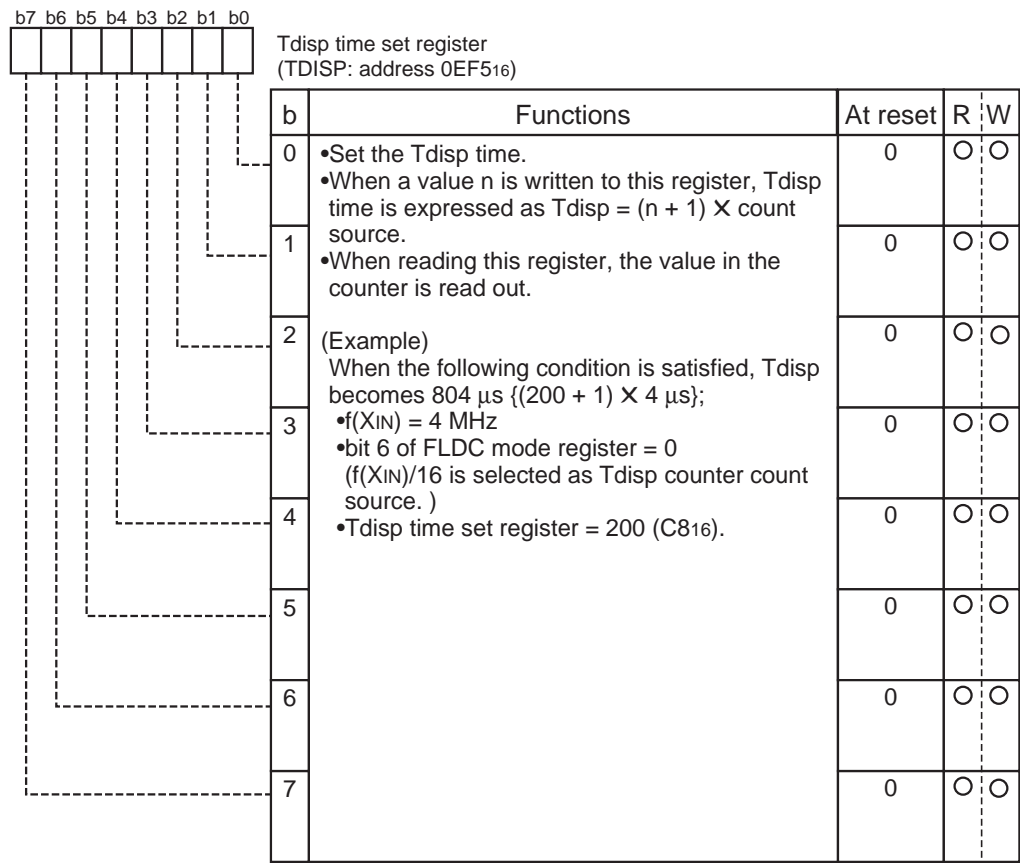 b7 b6 b5 b4 b3 b2 b1 b0
Tdisp time set register
(TDISP: address 0EF516)
b Functions At reset R W
0 •Set the Tdisp time. 0 ○ ○
•When a value n is written to this register, Tdisp
time is expressed as Tdisp = (n + 1) ✕ count
source.
1 0 ○ ○
•When reading this register, the value in the
counter is read out.
2 0 ○ ○
(Example)
When the following condition is satisfied, Tdisp
becomes 804 μs {(200 + 1) ✕ 4 μs};
•f(XIN) = 4 MHz
3 0 ○ ○
•bit 6 of FLDC mode register = 0
(f(XIN)/16 is selected as Tdisp counter count
source. )
4 0 ○ ○
•Tdisp time set register = 200 (C816).
5 0 ○ ○
6 0 ○ ○
7 0 ○ ○